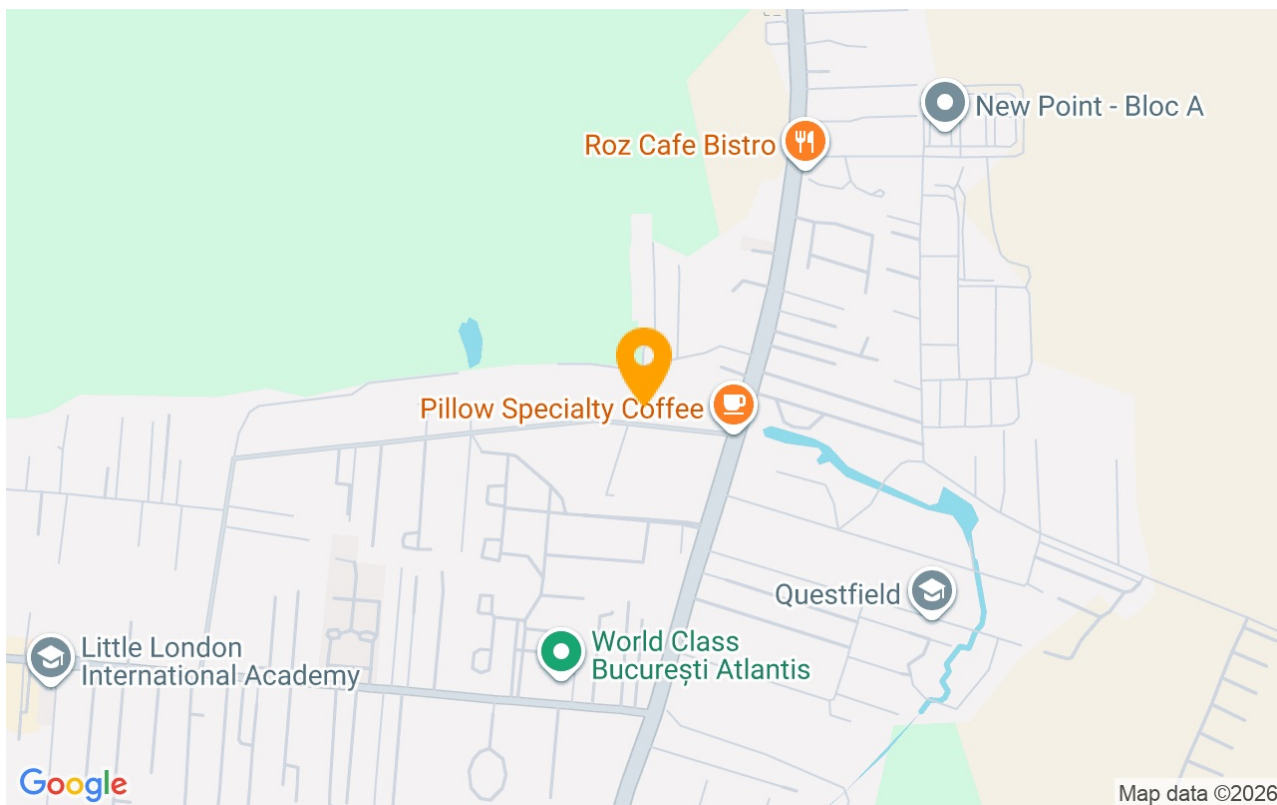 New Point - Bloc A
Roz Cafe Bistro
Pillow Specialty Coffee
Questfield
World Class
București Atlantis
Little London
International Academy
Google
Map data ©2026